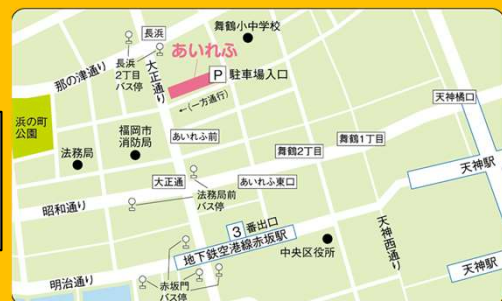 舞鶴小中学校
長浜
あいれふ
P 駐車場入口
←(一方通行)
大正通り
那の津通り
長浜
2丁目
バス停
浜の町
公園
法務局
福岡市
消防局
あいれふ前
舞鶴2丁目
舞鶴1丁目
天神橋口
天神駅
大正通
あいれふ東口
法務局前
バス停
昭和通り
3 番出口
地下鉄空港線赤坂駅
中央区役所
天神西通り
明治通り
赤坂門
バス停
天神駅